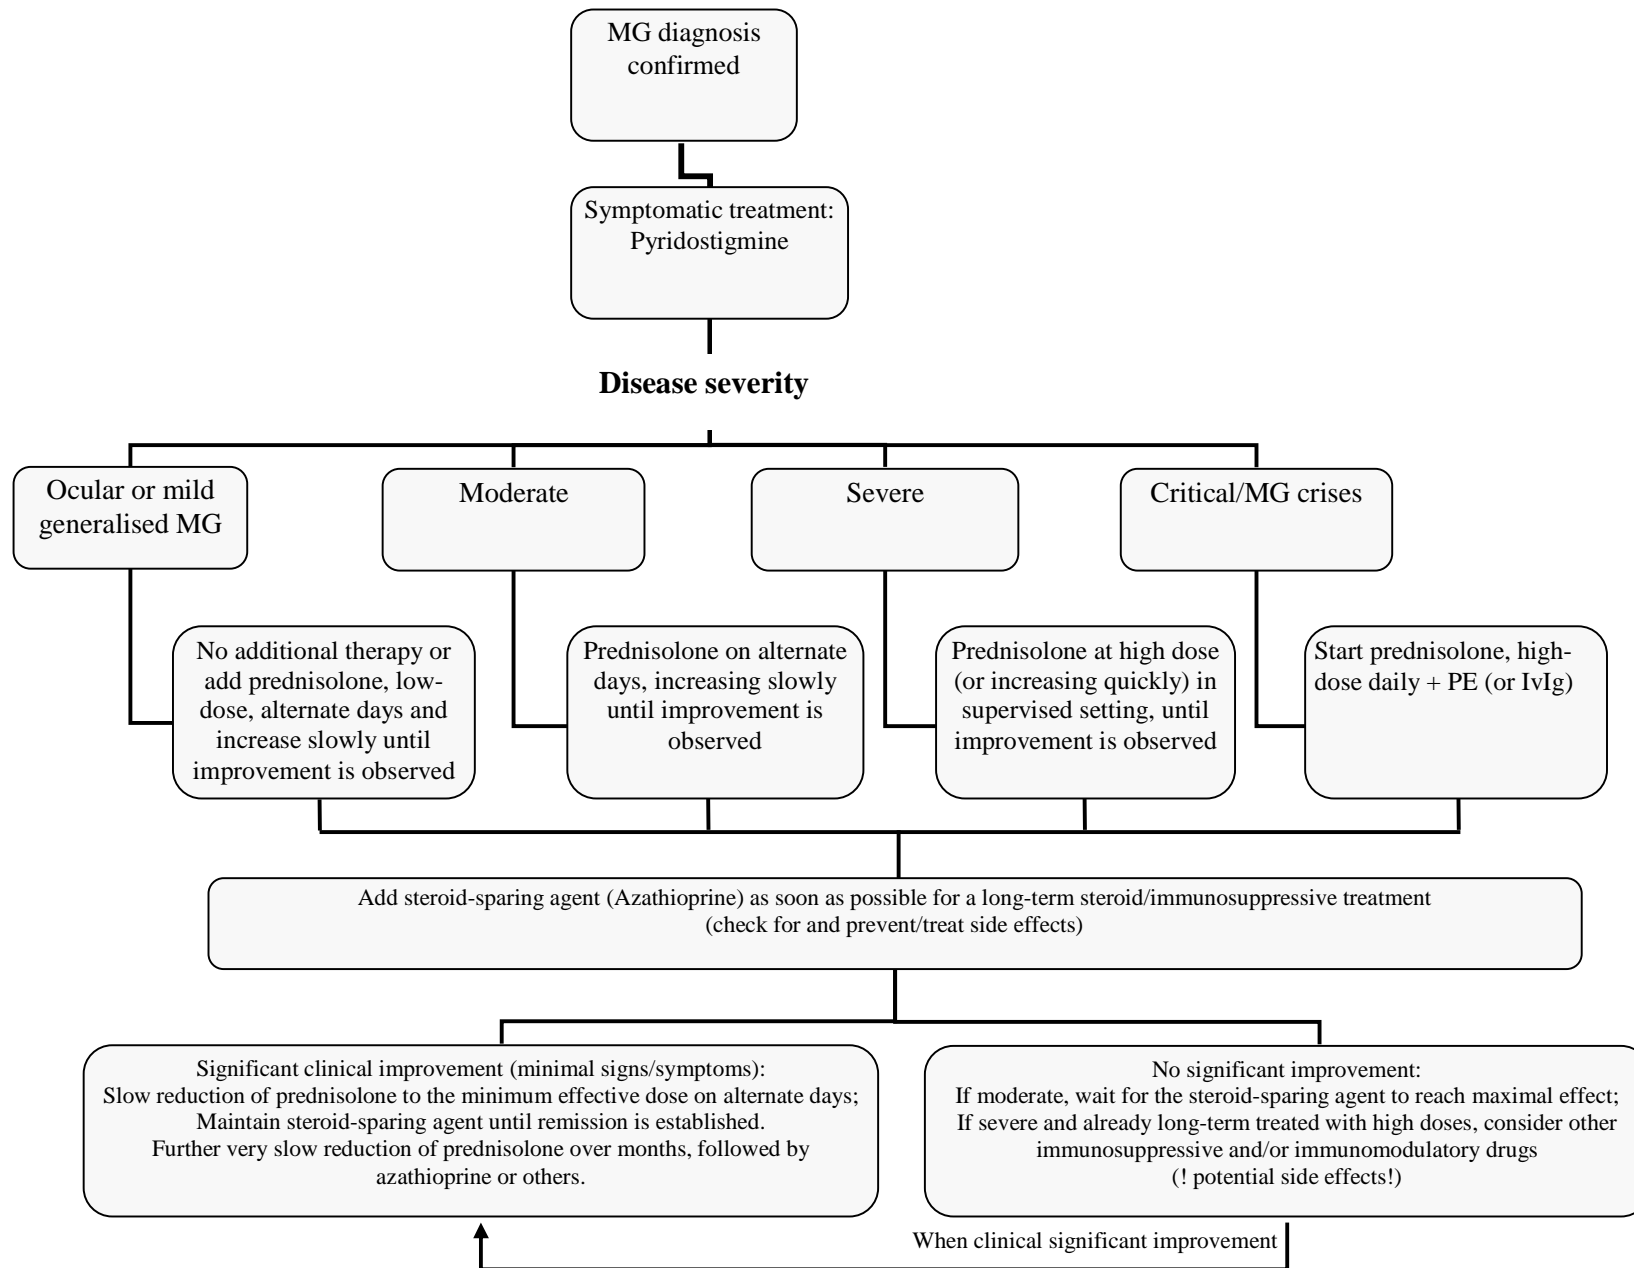 MG diagnosis
confirmed
Symptomatic treatment:
Pyridostigmine
Disease severity
Ocular or mild
generalised MG
Moderate
Severe
Critical/MG crises
No additional therapy or
add prednisolone, low-
dose, alternate days and
increase slowly until
improvement is observed
Prednisolone on alternate
days, increasing slowly
until improvement is
observed
Prednisolone at high dose
(or increasing quickly) in
supervised setting, until
improvement is observed
Start prednisolone, high-
dose daily + PE (or IvIg)
Add steroid-sparing agent (Azathioprine) as soon as possible for a long-term steroid/immunosuppressive treatment
(check for and prevent/treat side effects)
Significant clinical improvement (minimal signs/symptoms):
Slow reduction of prednisolone to the minimum effective dose on alternate days;
Maintain steroid-sparing agent until remission is established.
Further very slow reduction of prednisolone over months, followed by
azathioprine or others.
No significant improvement:
If moderate, wait for the steroid-sparing agent to reach maximal effect;
If severe and already long-term treated with high doses, consider other
immunosuppressive and/or immunomodulatory drugs
(! potential side effects!)
When clinical significant improvement